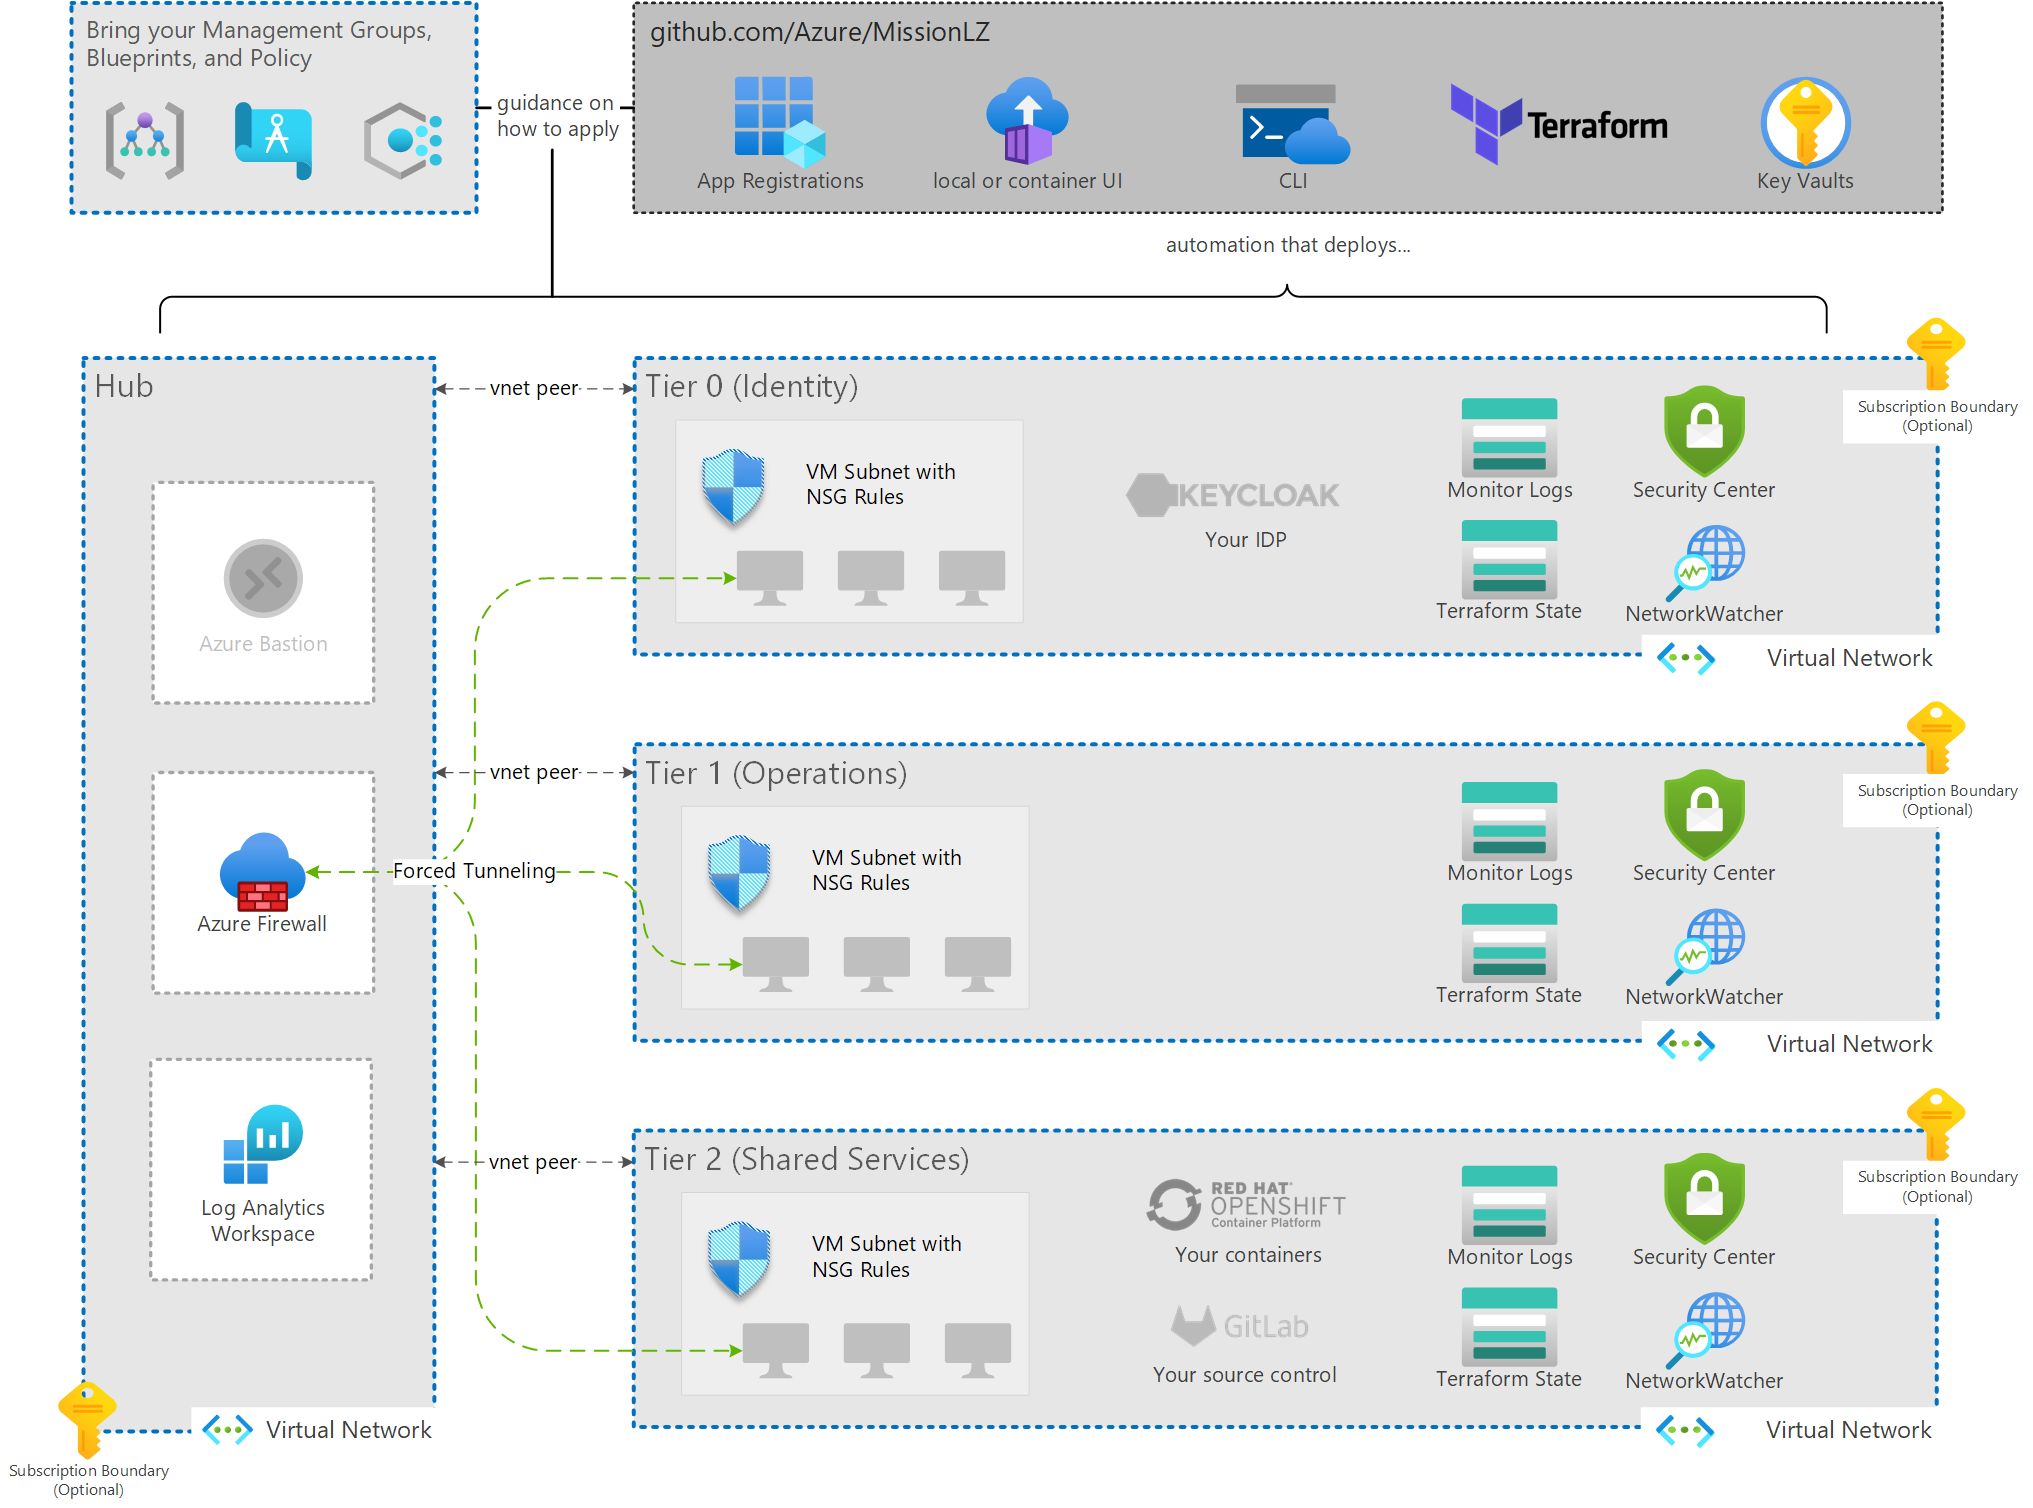 Bring your Management Groups,
Blueprints, and Policy
guidance on
how to apply
github.com/Azure/MissionLZ
App Registrations
local or container UI
CLI
Terraform
Key Vaults
automation that deploys...
Hub
Azure Bastion
Azure Firewall
Log Analytics
Workspace
Virtual Network
Subscription Boundary
(Optional)
vnet peer
vnet peer
Forced Tunneling
vnet peer
Tier 0 (Identity)
VM Subnet with
NSG Rules
KEYCLOAK
Your IDP
Monitor Logs
Security Center
Terraform State
NetworkWatcher
Subscription Boundary
(Optional)
Virtual Network
Tier 1 (Operations)
VM Subnet with
NSG Rules
Monitor Logs
Security Center
Terraform State
NetworkWatcher
Subscription Boundary
(Optional)
Virtual Network
Tier 2 (Shared Services)
VM Subnet with
NSG Rules
RED HAT®
OPENSHIFT
Container Platform
Your containers
GitLab
Your source control
Monitor Logs
Security Center
Terraform State
NetworkWatcher
Subscription Boundary
(Optional)
Virtual Network